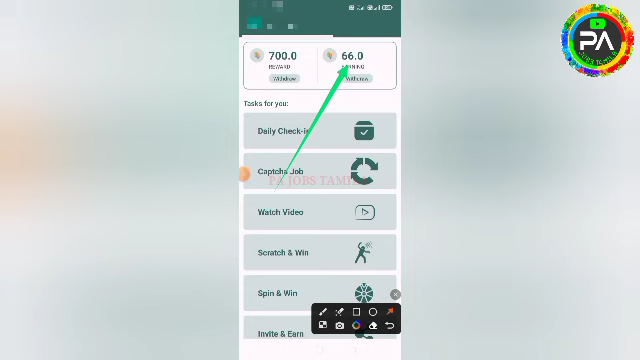 700.0
REWARD
Withdraw
66.0
Withdraw
Tasks for you:
Daily Check-in
Captcha Job
PA JOBS TAMIL
Watch Video
Scratch & Win
Spin & Win
Invite & Earn
PA